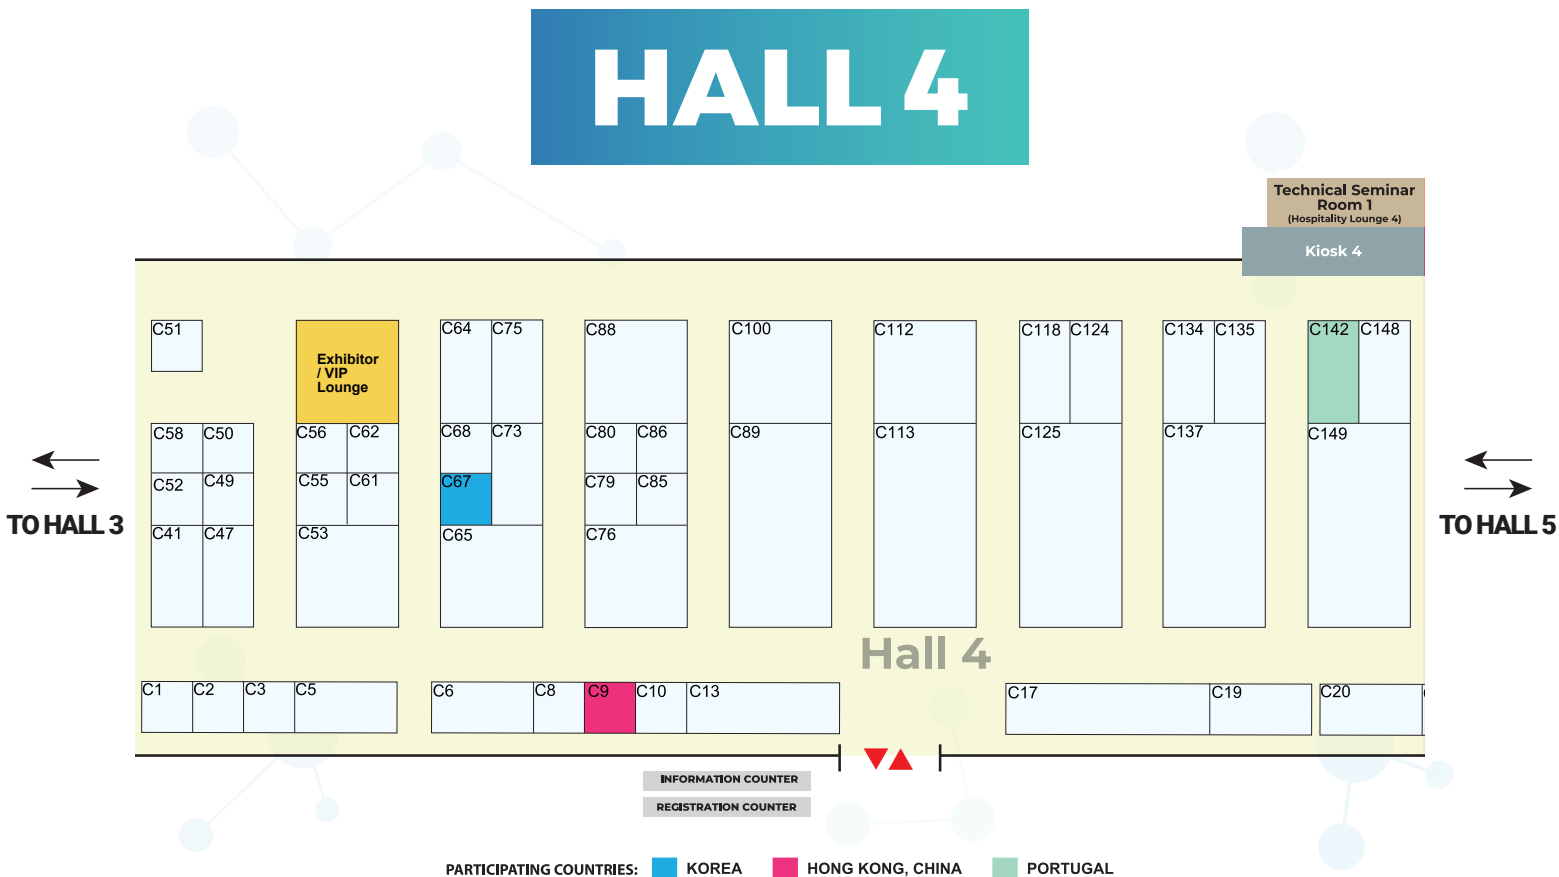 HALL 4
Technical Seminar
Room 1
(Hospitality Lounge 4)
Kiosk 4
C51
Exhibitor
/ VIP
Lounge
C64 C75
C88
C100
C112
C118 C124
C134 C135
C142 C148
C58 C50
C56 C62
C68 C73
C80 C86
C89
C113
C125
C137
C149
C52 C49
C55 C61
C67
C79 C85
C41 C47
C53
C65
C76
TO HALL 3
TO HALL 5
Hall 4
C1 C2 C3 C5
C6 C8 C9 C10 C13
C17 C19
C20
INFORMATION COUNTER
REGISTRATION COUNTER
PARTICIPATING COUNTRIES: KOREA HONG KONG, CHINA PORTUGAL